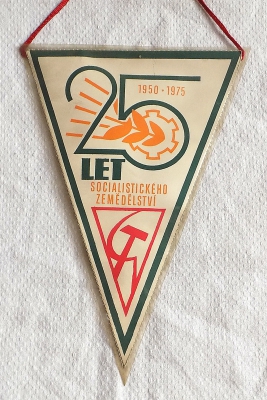 1950 - 1975
25
LET
SOCIALISTICKÉHO
ZEMĚDĚLSTVÍ